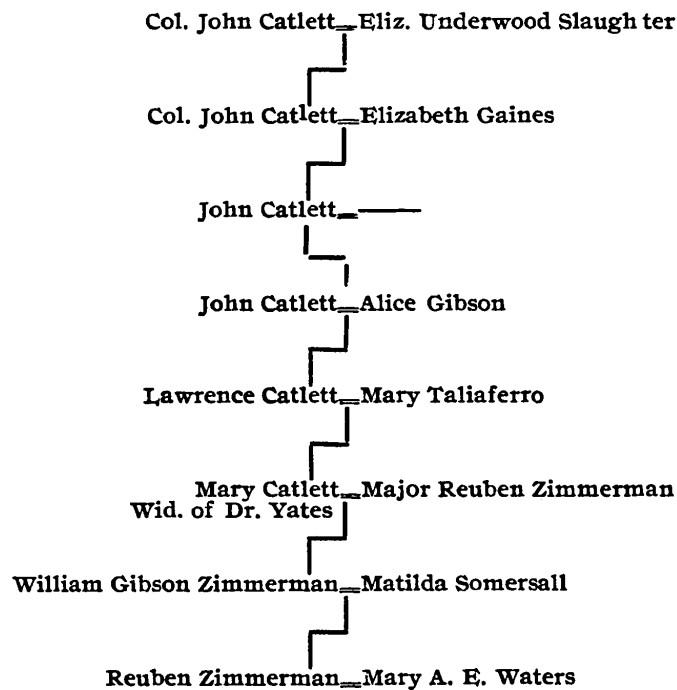 Col. John Catlett=Eliz. Underwood Slaugh ter
Col. John Catlett=Elizabeth Gaines
John Catlett=——
John Catlett=Alice Gibson
Lawrence Catlett=Mary Taliaferro
Mary Catlett=Major Reuben Zimmerman
Wid. of Dr. Yates
William Gibson Zimmerman=Matilda Somersall
Reuben Zimmerman=Mary A. E. Waters